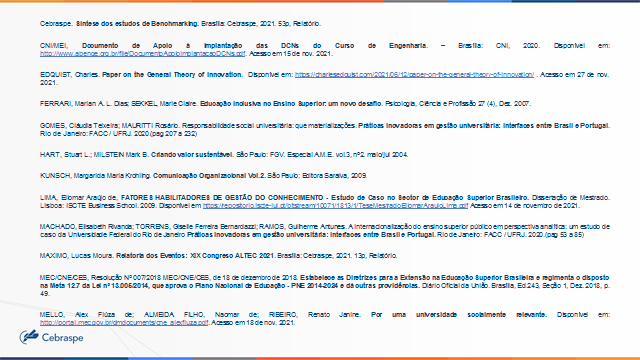 Cebraspe. Síntese dos estudos de Benchmarking. Brasília: Cebraspe, 2021. 53p, Relatório.
CNI/MEI, Documento de Apoio à Implantação das DCNs do Curso de Engenharia. – Brasília: CNI, 2020. Disponível em:
http://www.abenge.org.br/file/DocumentoApoioImplantacaoDCNs.pdf. Acesso em 15 de nov. 2021.
EDQUIST, Charles. Paper on the General Theory of Innovation. Disponível em: https://charlesedquist.com/2021/06/12/paper-on-the-general-theory-of-innovation/ . Acesso em 27 de nov.
2021.
FERRARI, Marian A. L. Dias; SEKKEL, Marie Claire. Educação Inclusiva no Ensino Superior: um novo desafio. Psicologia, Ciência e Profissão 27 (4), Dez. 2007.
GOMES, Cláudia Teixeira; MAURITTI Rosário. Responsabilidade social universitária: que materializações. Práticas Inovadoras em gestão universitária: Interfaces entre Brasil e Portugal.
Rio de Janeiro: FACC / UFRJ. 2020.(pag 207 a 232)
HART, Stuart L.; MILSTEIN Mark B. Criando valor sustentável. São Paulo: FGV. Especial A.M.E. vol.3, nº2. maio/jul 2004.
KUNSCH, Margarida Maria Krohling. Comunicação Organizacional Vol.2. São Paulo: Editora Saraiva, 2009.
LIMA, Eliomar Araújo de, FATORES HABILITADORES DE GESTÃO DO CONHECIMENTO - Estudo de Caso no Sector de Educação Superior Brasileiro. Dissertação de Mestrado.
Lisboa: ISCTE Business School. 2009. Disponível em https://repositorio.iscte-iul.pt/bitstream/10071/1813/1/TeseMestradoEliomarAraujoLima.pdf Acesso em 14 de novembro de 2021.
MACHADO, Elisabeth Rivanda; TORRENS, Giselle Ferreira Bernardazzi; RAMOS, Guilherme Antunes, A internacionalização do ensino superior público em perspectiva analítica: um estudo de
caso da Universidade Federal do Rio de Janeiro Práticas Inovadoras em gestão universitária: Interfaces entre Brasil e Portugal. Rio de Janeiro: FACC / UFRJ. 2020.(pag 53 a 85)
MAXIMO, Lucas Moura. Relatoria dos Eventos: XIX Congresso ALTEC 2021. Brasília: Cebraspe, 2021. 13p, Relatório.
MEC/CNE/CES, Resolução Nº 007/2018 MEC/CNE/CES, de 18 de dezembro de 2018. Estabelece as Diretrizes para a Extensão na Educação Superior Brasileira e regimenta o disposto
na Meta 12.7 da Lei nº 13.005/2014, que aprova o Plano Nacional de Educação - PNE 2014-2024 e dá outras providências. Diário Oficial da União. Brasília, Ed.243, Seção 1, Dez. 2018, p.
49.
MELLO, Alex Fiúza de; ALMEIDA FILHO, Naomar de; RIBEIRO, Renato Janine. Por uma universidade socialmente relevante. Disponível em:
http://portal.mec.gov.br/dmdocuments/cne_alexfiuza.pdf. Acesso em 18 de nov. 2021.
Cebraspe